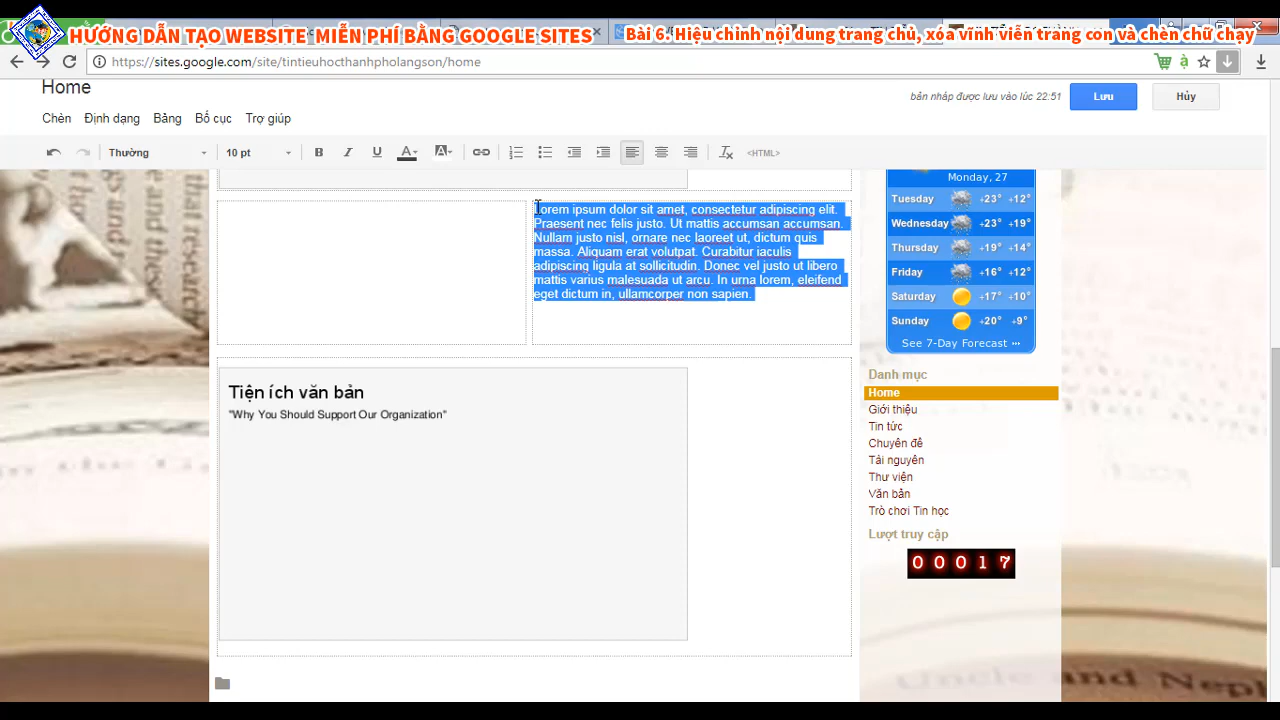 HƯỚNG DẪN TẠO WEBSITE MIỄN PHÍ BẰNG GOOGLE SITES
Bài 6. Hiệu chỉnh nội dung trang chủ, xóa vĩnh viễn trang con và chèn chữ chạy
https://sites.google.com/site/tintieuhocthanhpholangson/home
Home
bản nháp được lưu vào lúc 22:51
Lưu
Hủy
Chèn Định dạng Bảng Bố cục Trợ giúp
Thường 10 pt B I U A A <HTML>
Lorem ipsum dolor sit amet, consectetur adipiscing elit.
Praesent nec felis justo. Ut mattis accumsan accumsan.
Nullam justo nisl, ornare nec laoreet ut, dictum quis
massa. Aliquam erat volutpat. Curabitur iaculis
adipiscing ligula at sollicitudin. Donec vel justo ut libero
mattis varius malesuada ut arcu. In urna lorem, eleifend
eget dictum in, ullamcorper non sapien.
Tiện ích văn bản
"Why You Should Support Our Organization"
Monday, 27
Tuesday +23° +12°
Wednesday +23° +19°
Thursday +19° +14°
Friday +16° +12°
Saturday +17° +10°
Sunday +20° +9°
See 7-Day Forecast
Danh mục
Home
Giới thiệu
Tin tức
Chuyên đề
Tài nguyên
Thư viện
Văn bản
Trò chơi Tin học
Lượt truy cập
00017
that res
and these
Uncle and Neph